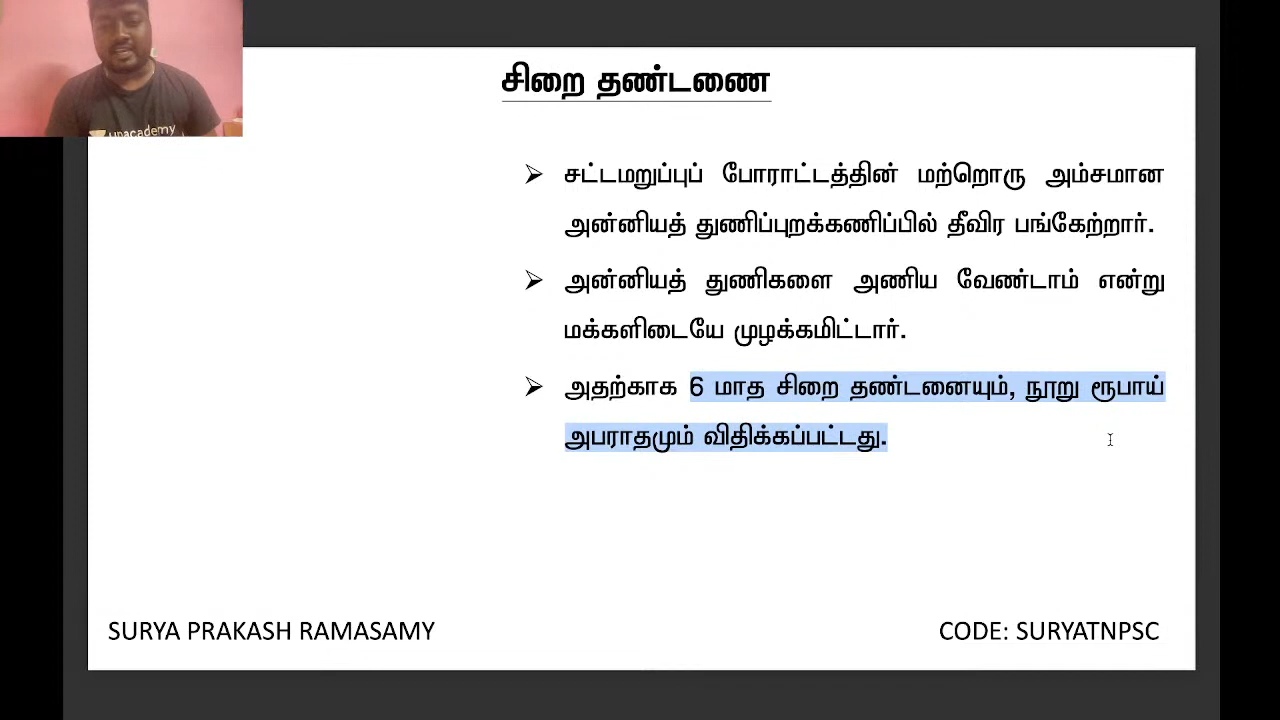 unacademy
சிறை தண்டணை
சட்டமறுப்புப் போராட்டத்தின் மற்றொரு அம்சமான
அன்னியத் துணிப்புறக்கணிப்பில் தீவிர பங்கேற்றார்.
அன்னியத் துணிகளை அணிய வேண்டாம் என்று
மக்களிடையே முழக்கமிட்டார்.
அதற்காக 6 மாத சிறை தண்டனையும், நூறு ரூபாய்
அபராதமும் விதிக்கப்பட்டது.
SURYA PRAKASH RAMASAMY
CODE: SURYATNPSC